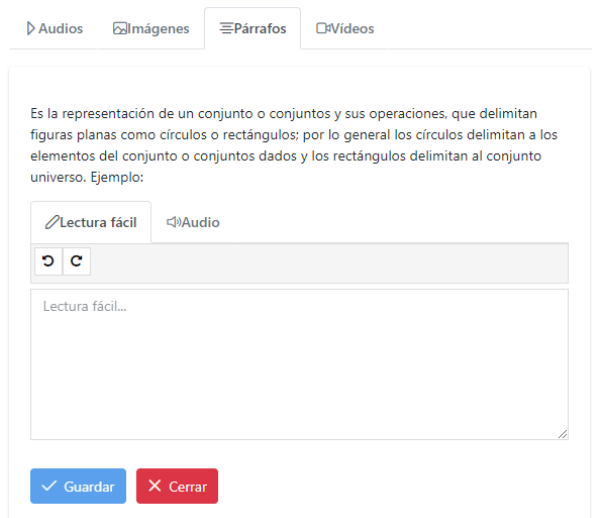 Audios Imágenes Párrafos Vídeos
Es la representación de un conjunto o conjuntos y sus operaciones, que delimitan
figuras planas como círculos o rectángulos; por lo general los círculos delimitan a los
elementos del conjunto o conjuntos dados y los rectángulos delimitan al conjunto
universo. Ejemplo:
Lectura fácil Audio
Lectura fácil...
Guardar Cerrar